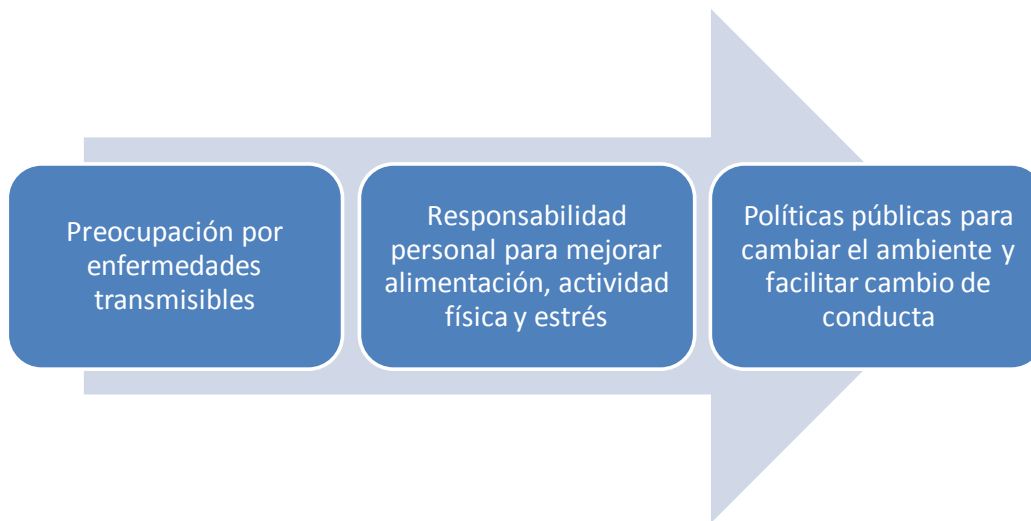 Preocupación por
enfermedades
transmisibles
Responsabilidad
personal para mejorar
alimentación, actividad
física y estrés
Políticas públicas para
cambiar el ambiente y
facilitar cambio de
conducta